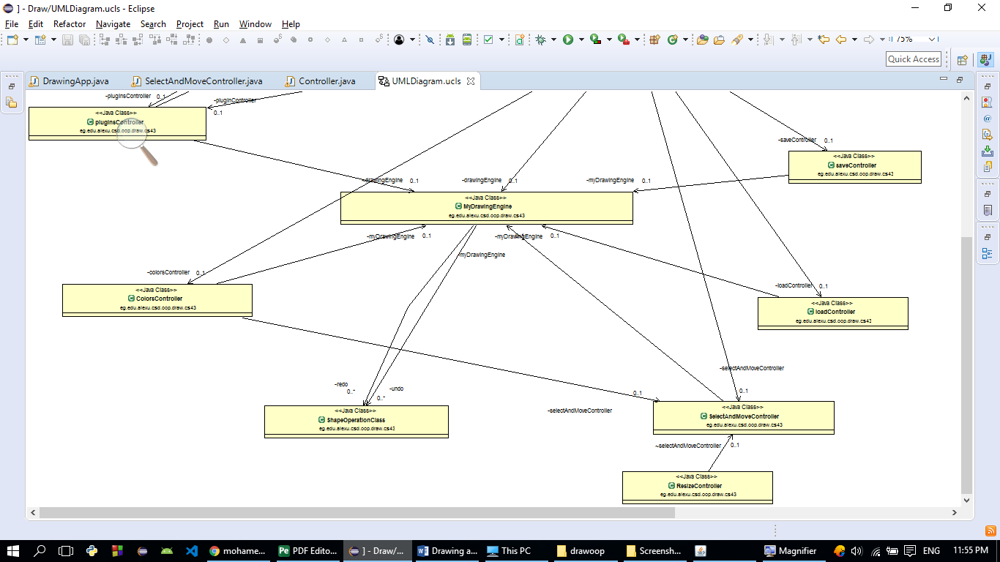 ] - Draw/UMLDiagram.ucls - Eclipse
File Edit Refactor Navigate Search Project Run Window Help
75%
Quick Access
DrawingApp.java SelectAndMoveController.java Controller.java UMLDiagram.ucls
-pluginsController 0..1 -pluginController
0..1
<<Java Class>>
pluginsController
eg.edu.alexu.csd.oop.draw.cs43
-saveController 0..1
<<Java Class>>
saveController
eg.edu.alexu.csd.oop.draw.cs43
-drawingEngine 0..1 -drawingEngine 0..1 -myDrawingEngine 0..1
<<Java Class>>
MyDrawingEngine
eg.edu.alexu.csd.oop.draw.cs43
-myDrawingEngine 0..1 -myDrawingEngine 0..1
-myDrawingEngine
-colorsController 0..1
<<Java Class>>
ColorsController
eg.edu.alexu.csd.oop.draw.cs43
-loadController 0..1
<<Java Class>>
loadController
eg.edu.alexu.csd.oop.draw.cs43
-selectAndMoveController
0..1
-redo
0..*
-undo
0..*
0..1
-selectAndMoveController
<<Java Class>>
ShapeOperationClass
eg.edu.alexu.csd.oop.draw.cs43
<<Java Class>>
SelectAndMoveController
eg.edu.alexu.csd.oop.draw.cs43
~selectAndMoveController 0..1
<<Java Class>>
ResizeController
eg.edu.alexu.csd.oop.draw.cs43
mohame... PDF Edito... ] - Draw/... Drawing a... This PC drawoop Screensh... Magnifier ENG 11:55 PM